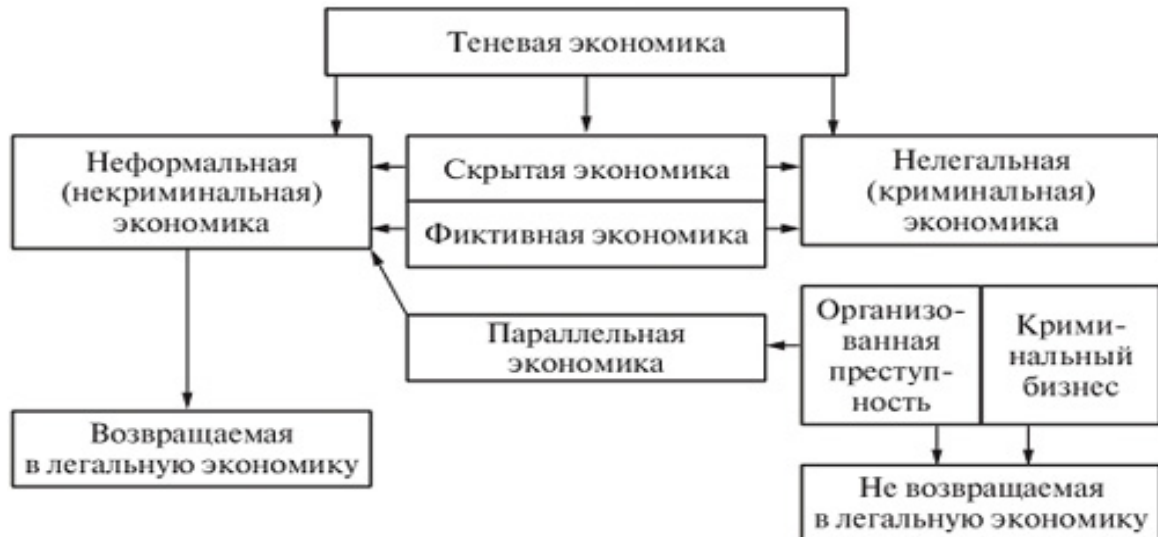 Теневая экономика
Неформальная
(некриминальная)
экономика
Скрытая экономика
Фиктивная экономика
Нелегальная
(криминальная)
экономика
Параллельная
экономика
Организо-
ванная
преступ-
ность
Крими-
нальный
бизнес
Возвращаемая
в легальную экономику
Не возвращаемая
в легальную экономику